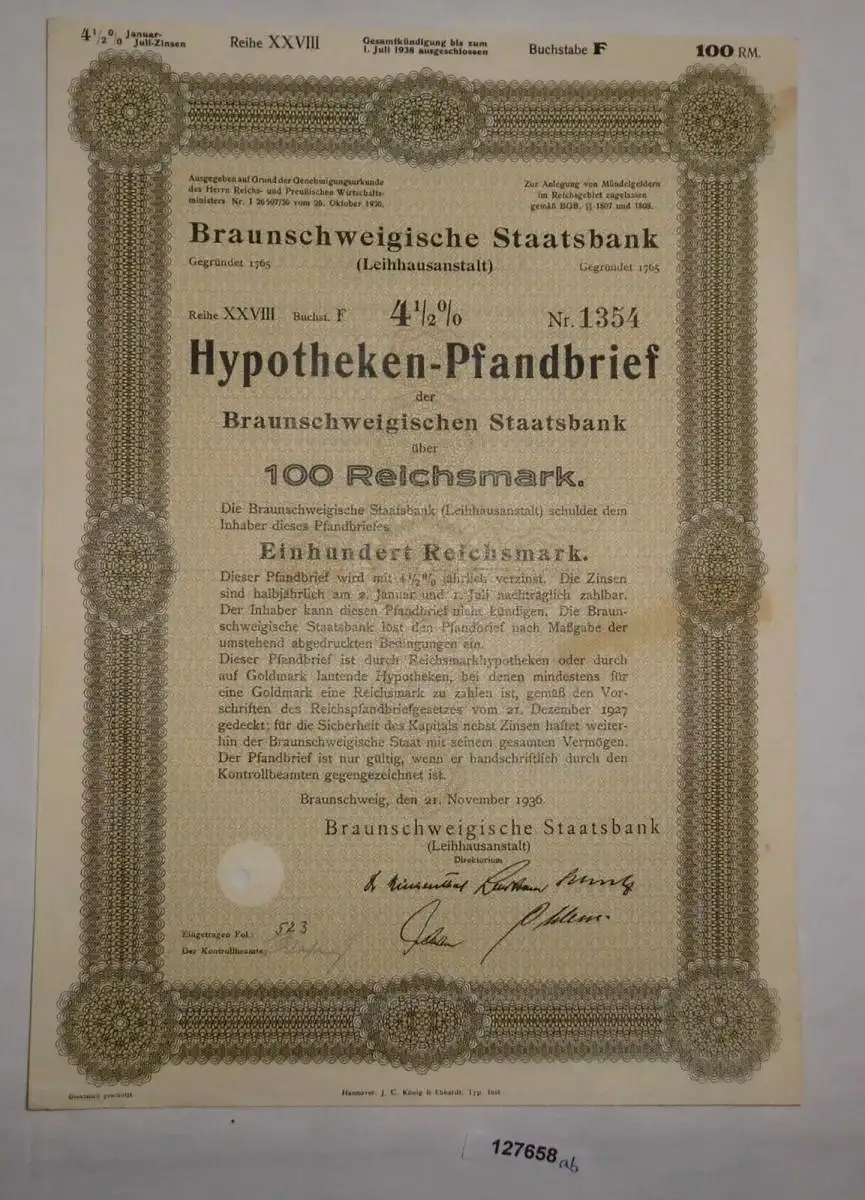 4½% Januar- Juli-Zinsen
Reihe XXVIII
Gesamtkündigung bis zum
1. Juli 1938 ausgeschlossen
Buchstabe F
100 RM.
Ausgegeben auf Grund der Genehmigungsurkunde
des Herrn Reichs- und Preußischen Wirtschafts-
ministers Nr. I 26507/36 vom 26. Oktober 1936.
Zur Anlegung von Mündelgeldern
im Reichsgebiet zugelassen
gemäß BGB. §§ 1807 und 1808.
Braunschweigische Staatsbank
Gegründet 1765
(Leihhausanstalt)
Gegründet 1765
Reihe XXVIII Buchst. F 4½% Nr. 1354
Hypotheken-Pfandbrief
der
Braunschweigischen Staatsbank
über
100 Reichsmark.
Die Braunschweigische Staatsbank (Leihhausanstalt) schuldet dem
Inhaber dieses Pfandbriefes
Einhundert Reichsmark.
Dieser Pfandbrief wird mit 4½% jährlich verzinst. Die Zinsen
sind halbjährlich am 2. Januar und 1. Juli nachträglich zahlbar.
Der Inhaber kann diesen Pfandbrief nicht kündigen. Die Braun-
schweigische Staatsbank löst den Pfandbrief nach Maßgabe der
umstehend abgedruckten Bedingungen ein.
Dieser Pfandbrief ist durch Reichsmarkhypotheken oder durch
auf Goldmark lautende Hypotheken, bei denen mindestens für
eine Goldmark eine Reichsmark zu zahlen ist, gemäß den Vor-
schriften des Reichspfandbriefgesetzes vom 21. Dezember 1927
gedeckt; für die Sicherheit des Kapitals nebst Zinsen haftet weiter-
hin der Braunschweigische Staat mit seinem gesamten Vermögen.
Der Pfandbrief ist nur gültig, wenn er handschriftlich durch den
Kontrollbeamten gegengezeichnet ist.
Braunschweig, den 21. November 1936.
Braunschweigische Staatsbank
(Leihhausanstalt)
Direktorium
Eingetragen Fol.: 523
Der Kontrollbeamte:
Gesetzlich geschützt
Hannover: J. C. König & Ebhardt, Typ. Inst.
127658 ab